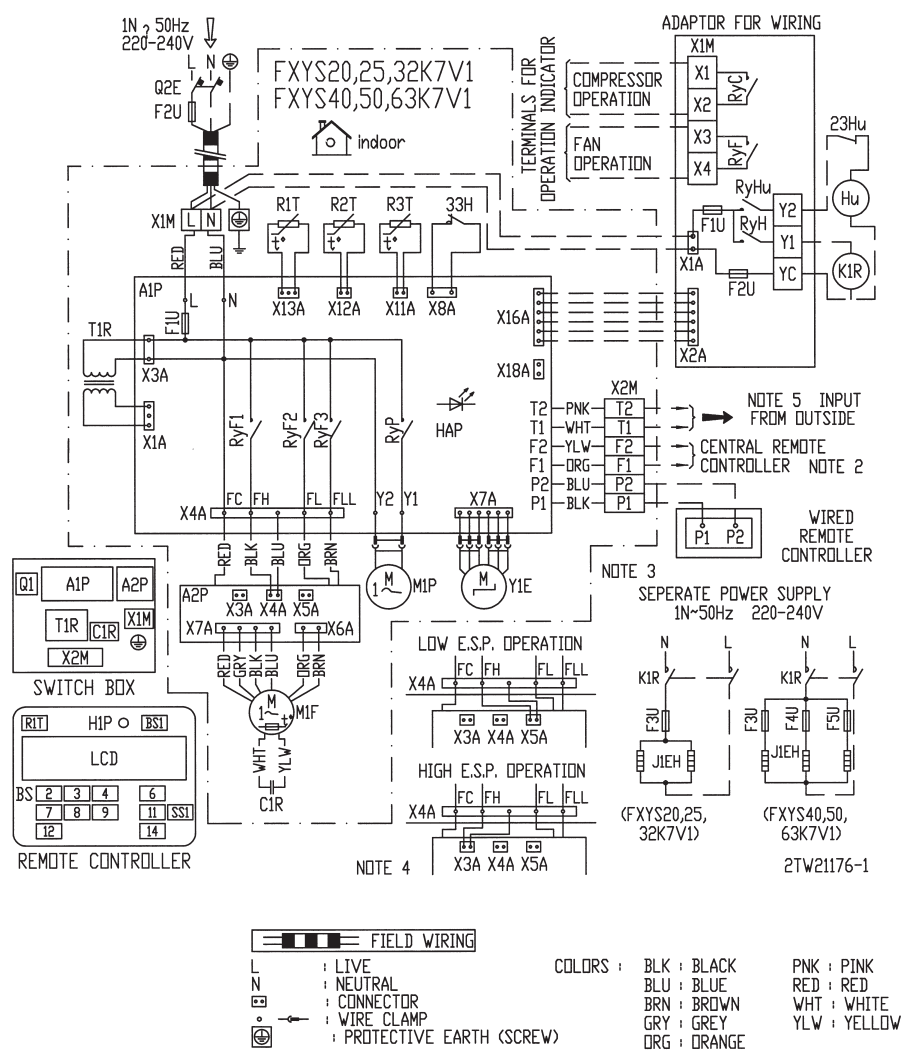 1N ~ 50Hz
220-240V
L N
Q2E
F2U
FXYS20,25,32K7V1
FXYS40,50,63K7V1
indoor
TERMINALS FOR
OPERATION INDICATOR
COMPRESSOR
OPERATION
FAN
OPERATION
ADAPTOR FOR WIRING
X1M
X1
X2
X3
X4
RyC
RyF
23Hu
Hu
RyHu
RyH
Y2
Y1
YC
F1U
F2U
X1A
K1R
X2A
X1M
L N
RED
BLU
R1T
R2T
R3T
33H
t°
t°
t
X13A
X12A
X11A
X8A
A1P
L
N
F1U
T1R
X3A
X1A
X16A
X18A
HAP
RyF1
RyF2
RyF3
RyP
X2M
T2 PNK T2
T1 WHT T1
F2 YLW F2
F1 ORG F1
P2 BLU P2
P1 BLK P1
NOTE 5 INPUT
FROM OUTSIDE
CENTRAL REMOTE
CONTROLLER NOTE 2
P1 P2
WIRED
REMOTE
CONTROLLER
NOTE 3
FC FH FL FLL
X4A
Y2 Y1
X7A
RED
BLK
BLU
ORG
BRN
M
1~
M1P
M
Y1E
A2P
X3A X4A X5A
X7A
X6A
RED
GRY
BLK
BLU
ORG
BRN
M
1~
t°
M1F
WHT
YLW
C1R
Q1
A1P
A2P
T1R
C1R
X1M
X2M
SWITCH BOX
R1T
H1P
BS1
LCD
BS 2 3 4 6
7 8 9 11 SS1
12 14
REMOTE CONTROLLER
LOW E.S.P. OPERATION
FC FH FL FLL
X4A
X3A X4A X5A
HIGH E.S.P. OPERATION
FC FH FL FLL
X4A
X3A X4A X5A
NOTE 4
SEPERATE POWER SUPPLY
1N~50Hz 220-240V
N L
K1R
F3U
J1EH
(FXYS20,25,
32K7V1)
N L
K1R
F3U
F4U
F5U
J1EH
(FXYS40,50,
63K7V1)
2TW21176-1
FIELD WIRING
L : LIVE
N : NEUTRAL
: CONNECTOR
: WIRE CLAMP
: PROTECTIVE EARTH (SCREW)
COLORS : BLK : BLACK
BLU : BLUE
BRN : BROWN
GRY : GREY
ORG : ORANGE
PNK : PINK
RED : RED
WHT : WHITE
YLW : YELLOW